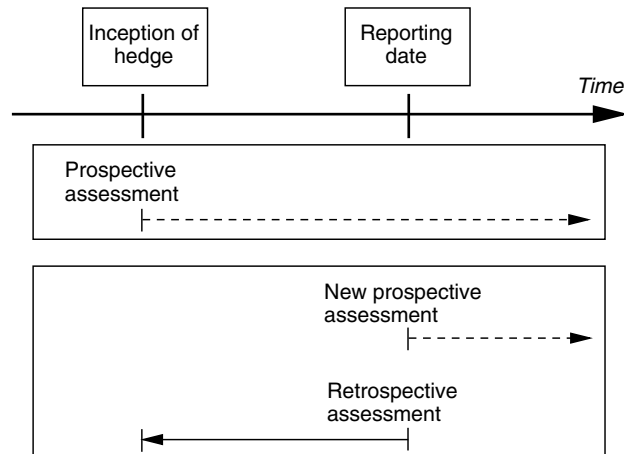 Inception of
hedge
Reporting
date
Time
Prospective
assessment
New prospective
assessment
Retrospective
assessment